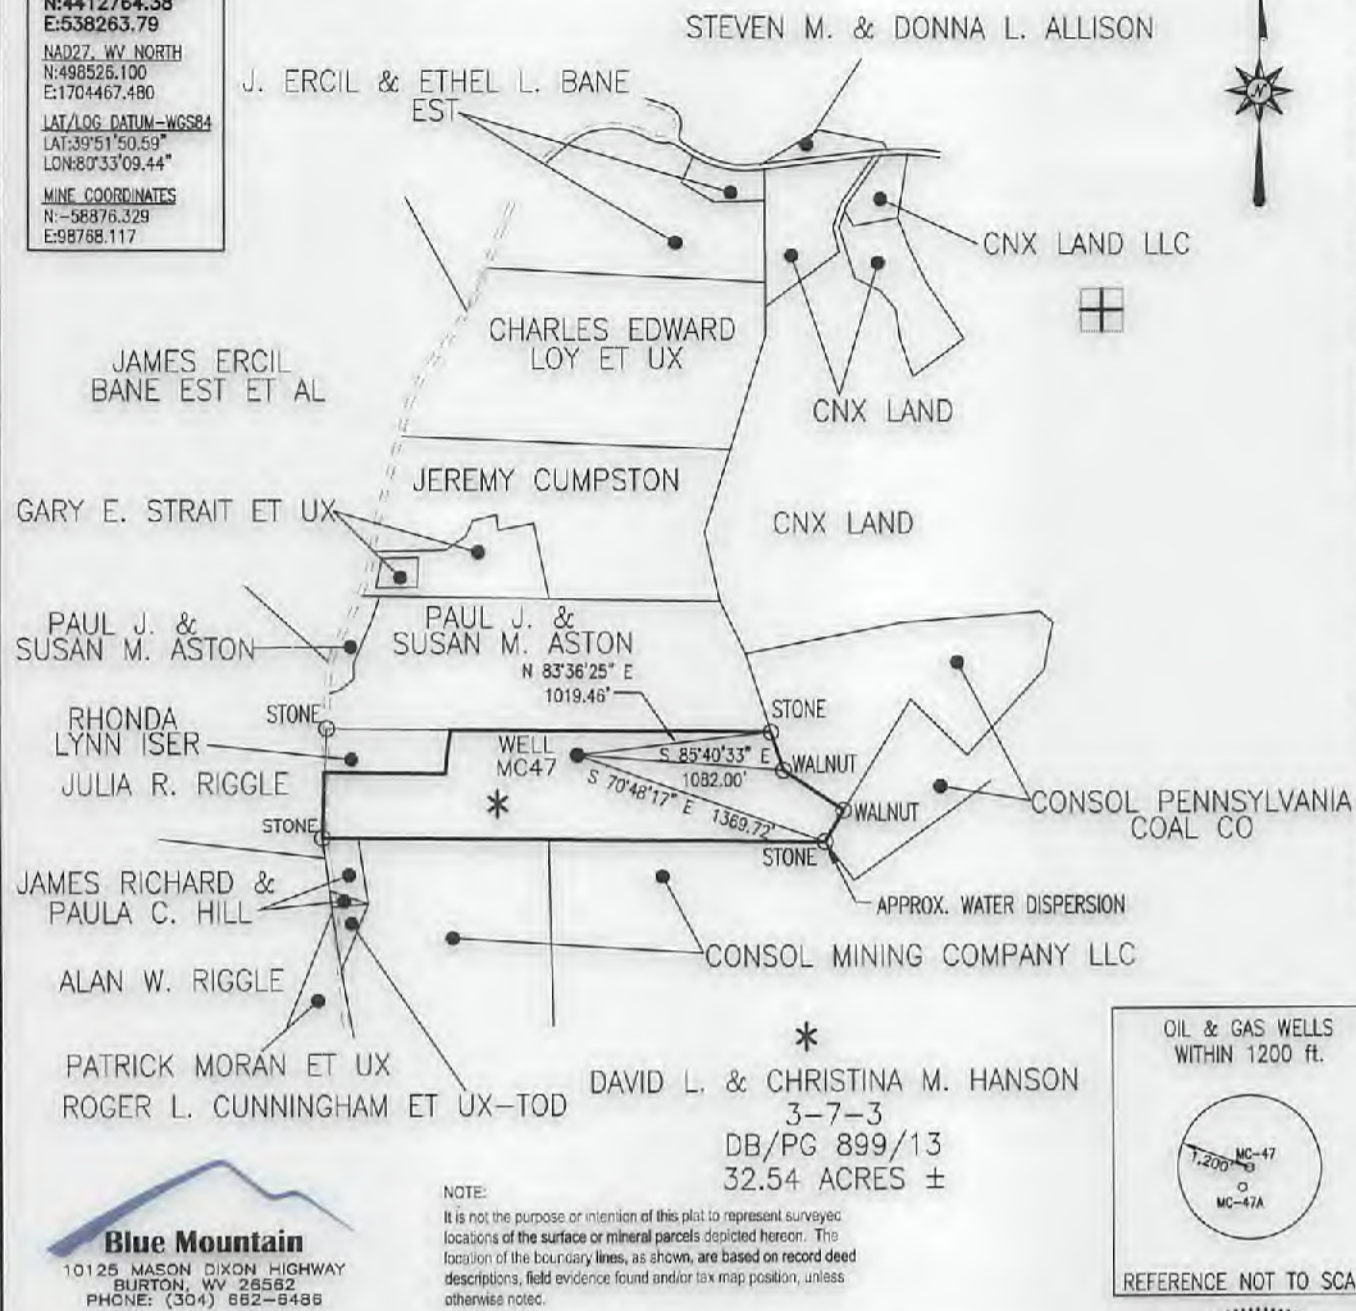 N:4412764.38
E:538263.79
NAD27, WV NORTH
N:498526.100
E:1704467.480
LAT/LOG DATUM-WGS84
LAT:39°51'50.59"
LON:80°33'09.44"
MINE COORDINATES
N:-58876.329
E:98768.117
STEVEN M. & DONNA L. ALLISON
N
J. ERCIL & ETHEL L. BANE
EST
CNX LAND LLC
CHARLES EDWARD
LOY ET UX
JAMES ERCIL
BANE EST ET AL
CNX LAND
JEREMY CUMPSTON
GARY E. STRAIT ET UX
CNX LAND
PAUL J. &
SUSAN M. ASTON
PAUL J. &
SUSAN M. ASTON
N 83°36'25" E
1019.46'
STONE
STONE
RHONDA
LYNN ISER
WELL
MC47
S 85°40'33" E
1082.00'
WALNUT
JULIA R. RIGGLE
S 70°48'17" E 1369.72'
WALNUT
CONSOL PENNSYLVANIA
COAL CO
STONE
STONE
JAMES RICHARD &
PAULA C. HILL
APPROX. WATER DISPERSION
CONSOL MINING COMPANY LLC
ALAN W. RIGGLE
PATRICK MORAN ET UX
ROGER L. CUNNINGHAM ET UX-TOD
*
DAVID L. & CHRISTINA M. HANSON
3-7-3
DB/PG 899/13
32.54 ACRES ±
OIL & GAS WELLS
WITHIN 1200 ft.
1,200'
MC-47
MC-47A
REFERENCE NOT TO SCA
Blue Mountain
10125 MASON DIXON HIGHWAY
BURTON, WV 26562
PHONE: (304) 662-6486
NOTE:
It is not the purpose or intention of this plat to represent surveyed
locations of the surface or mineral parcels depicted hereon. The
location of the boundary lines, as shown, are based on record deed
descriptions, field evidence found and/or tax map position, unless
otherwise noted.